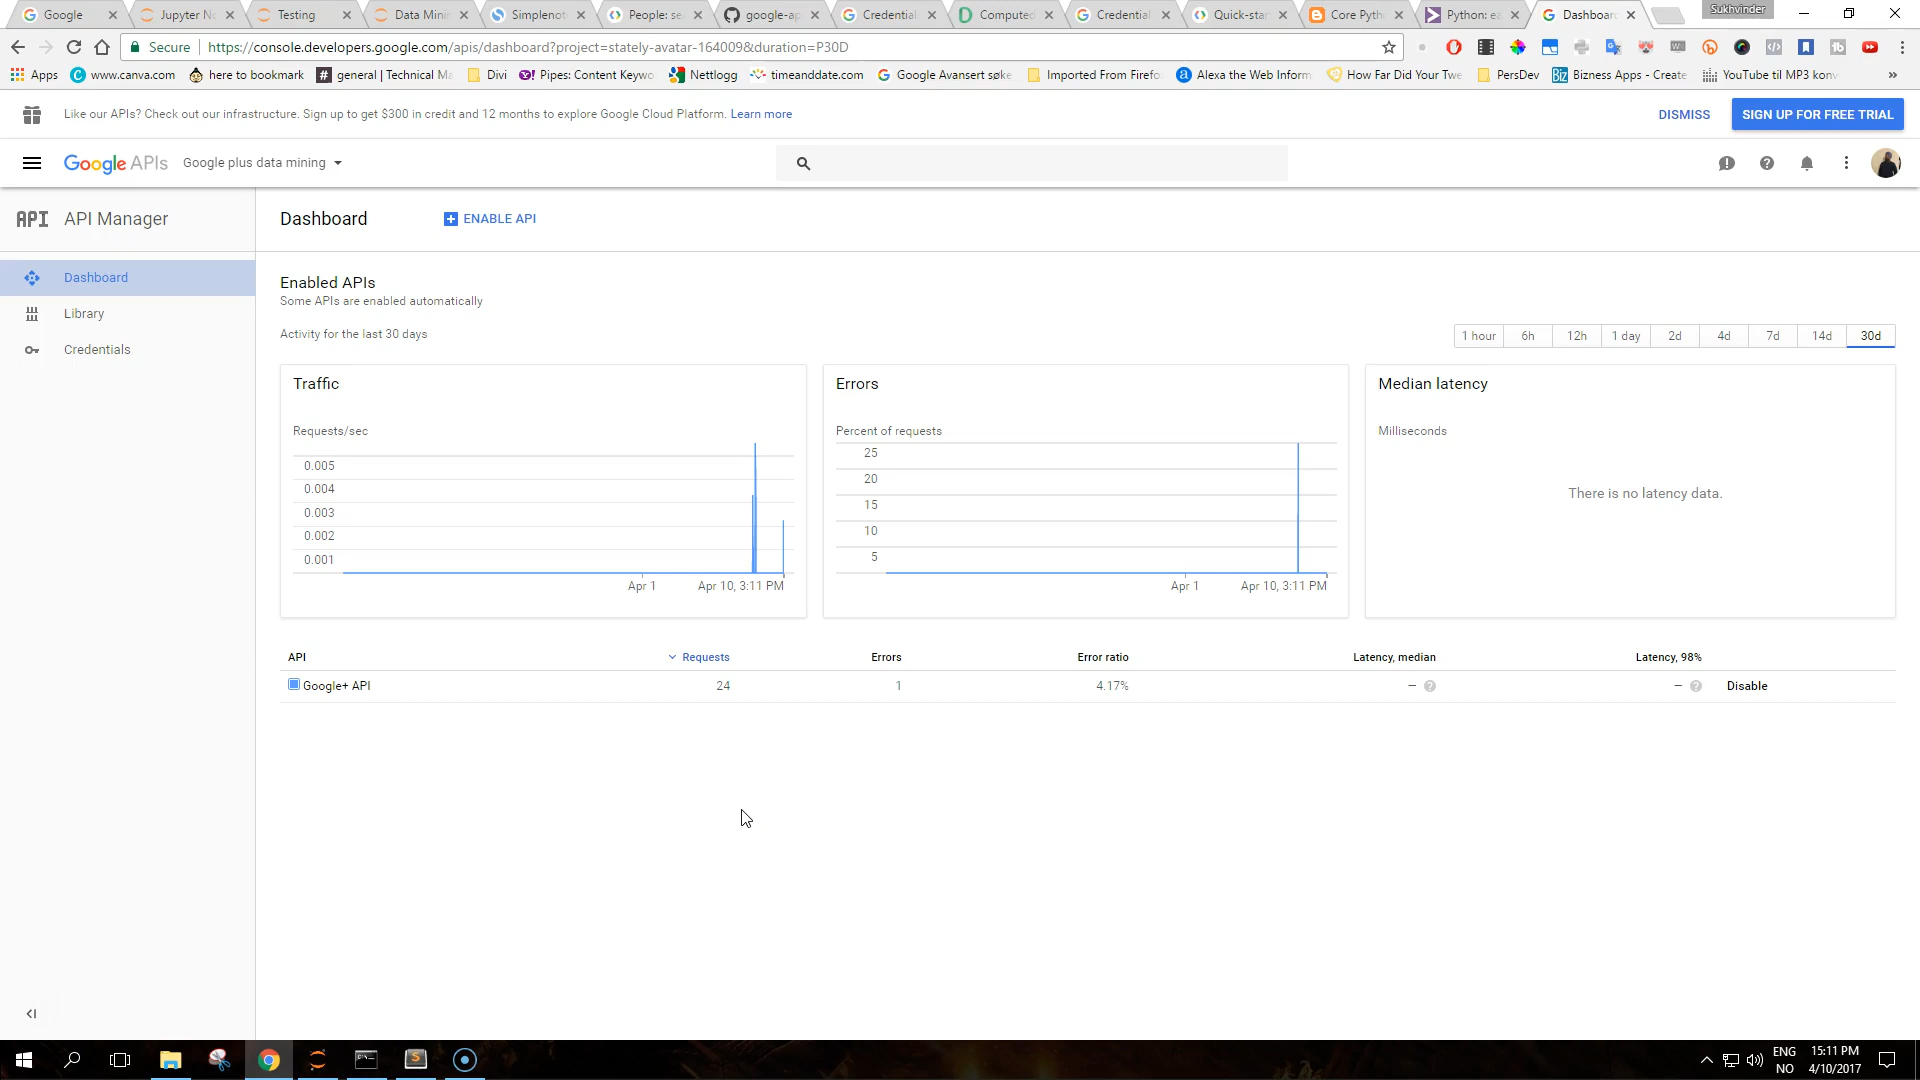 Google
Jupyter No
Testing
Data Minin
Simplenot
People: se
google-ap
Credential
Computed
Credential
Quick-star
Core Pyth
Python: ea
Dashboar
Sukhvinder
Secure
https://console.developers.google.com/apis/dashboard?project=stately-avatar-164009&duration=P30D
Apps
www.canva.com
here to bookmark
general | Technical Ma
Divi
Pipes: Content Keywo
Nettlogg
timeanddate.com
Google Avansert søke
Imported From Firefo
Alexa the Web Inform
How Far Did Your Twe
PersDev
Bizness Apps - Create
YouTube til MP3 konv
Like our APIs? Check out our infrastructure. Sign up to get $300 in credit and 12 months to explore Google Cloud Platform. Learn more
DISMISS
SIGN UP FOR FREE TRIAL
Google APIs
Google plus data mining
API API Manager
Dashboard
ENABLE API
Dashboard
Library
Credentials
Enabled APIs
Some APIs are enabled automatically
Activity for the last 30 days
1 hour 6h 12h 1 day 2d 4d 7d 14d 30d
Traffic
Requests/sec
0.005
0.004
0.003
0.002
0.001
Apr 1 Apr 10, 3:11 PM
Errors
Percent of requests
25
20
15
10
5
Apr 1 Apr 10, 3:11 PM
Median latency
Milliseconds
There is no latency data.
API Requests Errors Error ratio Latency, median Latency, 98%
Google+ API 24 1 4.17% – – Disable
ENG
NO
15:11 PM
4/10/2017